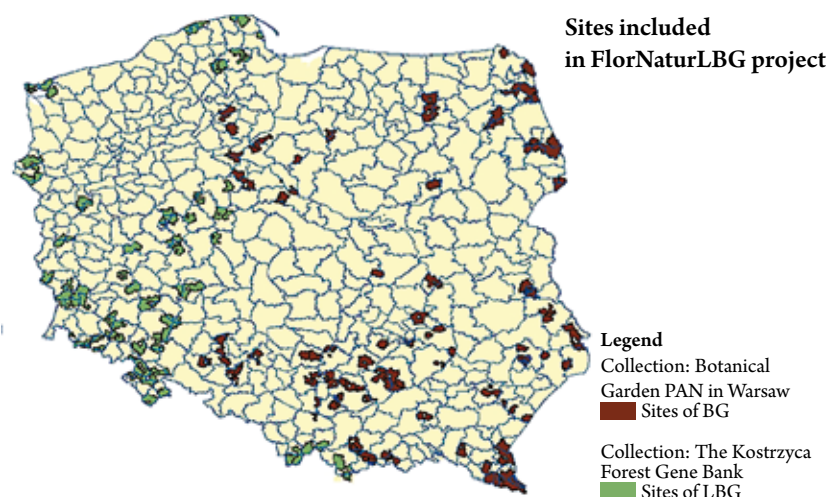 Sites included
in FlorNaturLBG project
Legend
Collection: Botanical
Garden PAN in Warsaw
Sites of BG
Collection: The Kostrzyca
Forest Gene Bank
Sites of LBG